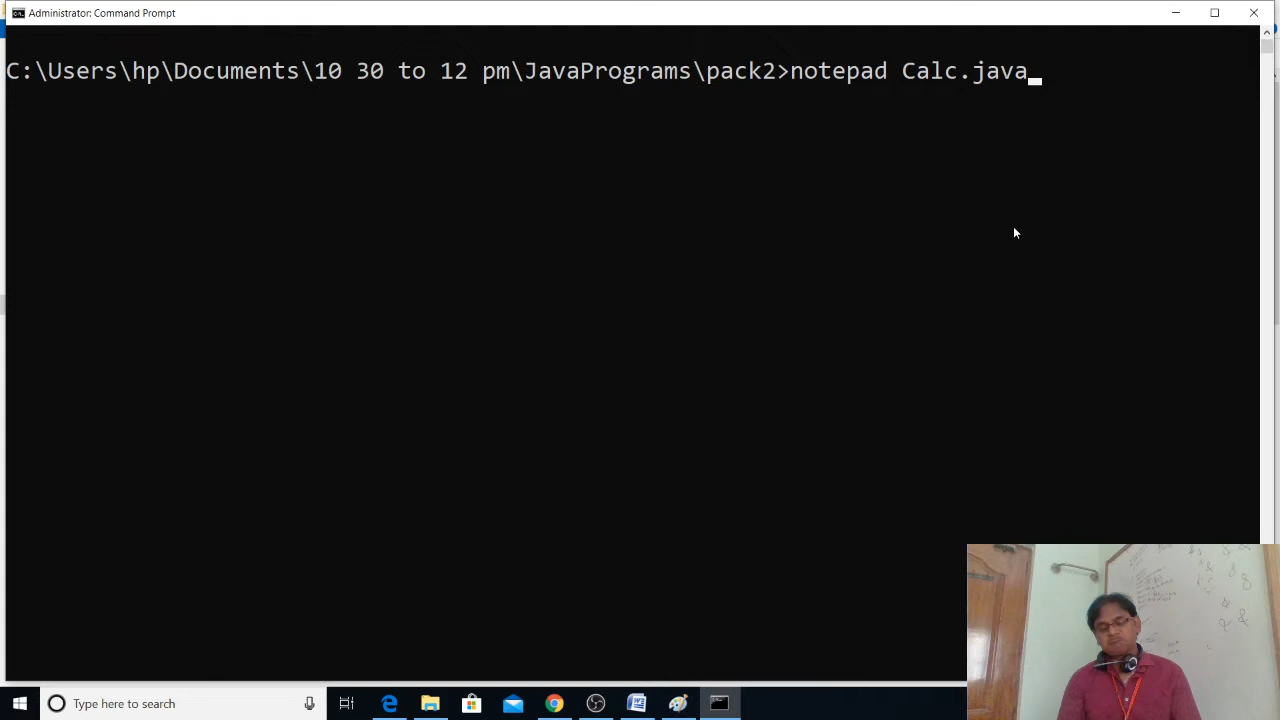 Administrator: Command Prompt
C:\Users\hp\Documents\10 30 to 12 pm\JavaPrograms\pack2>notepad Calc.java
Type here to search